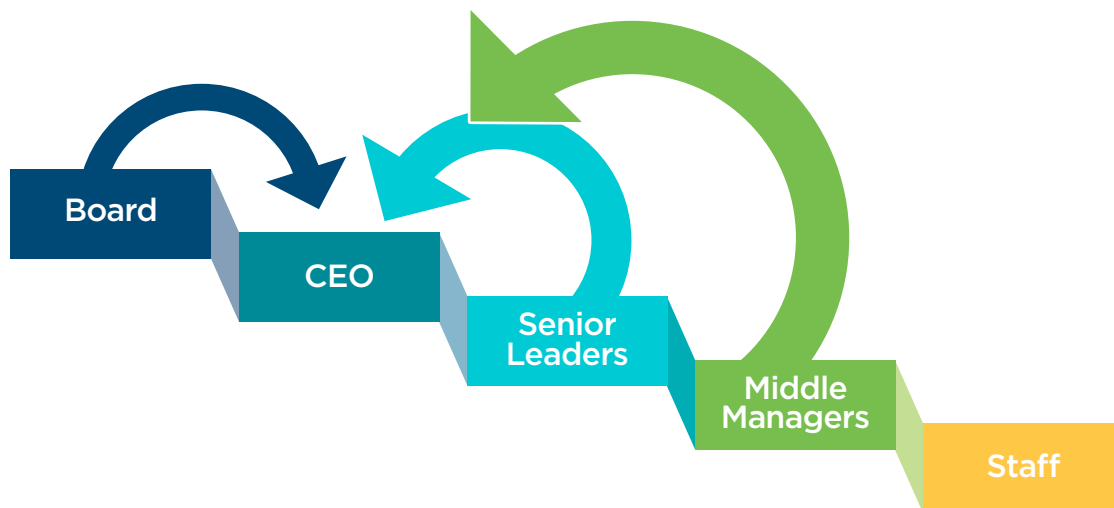 Board
CEO
Senior
Leaders
Middle
Managers
Staff